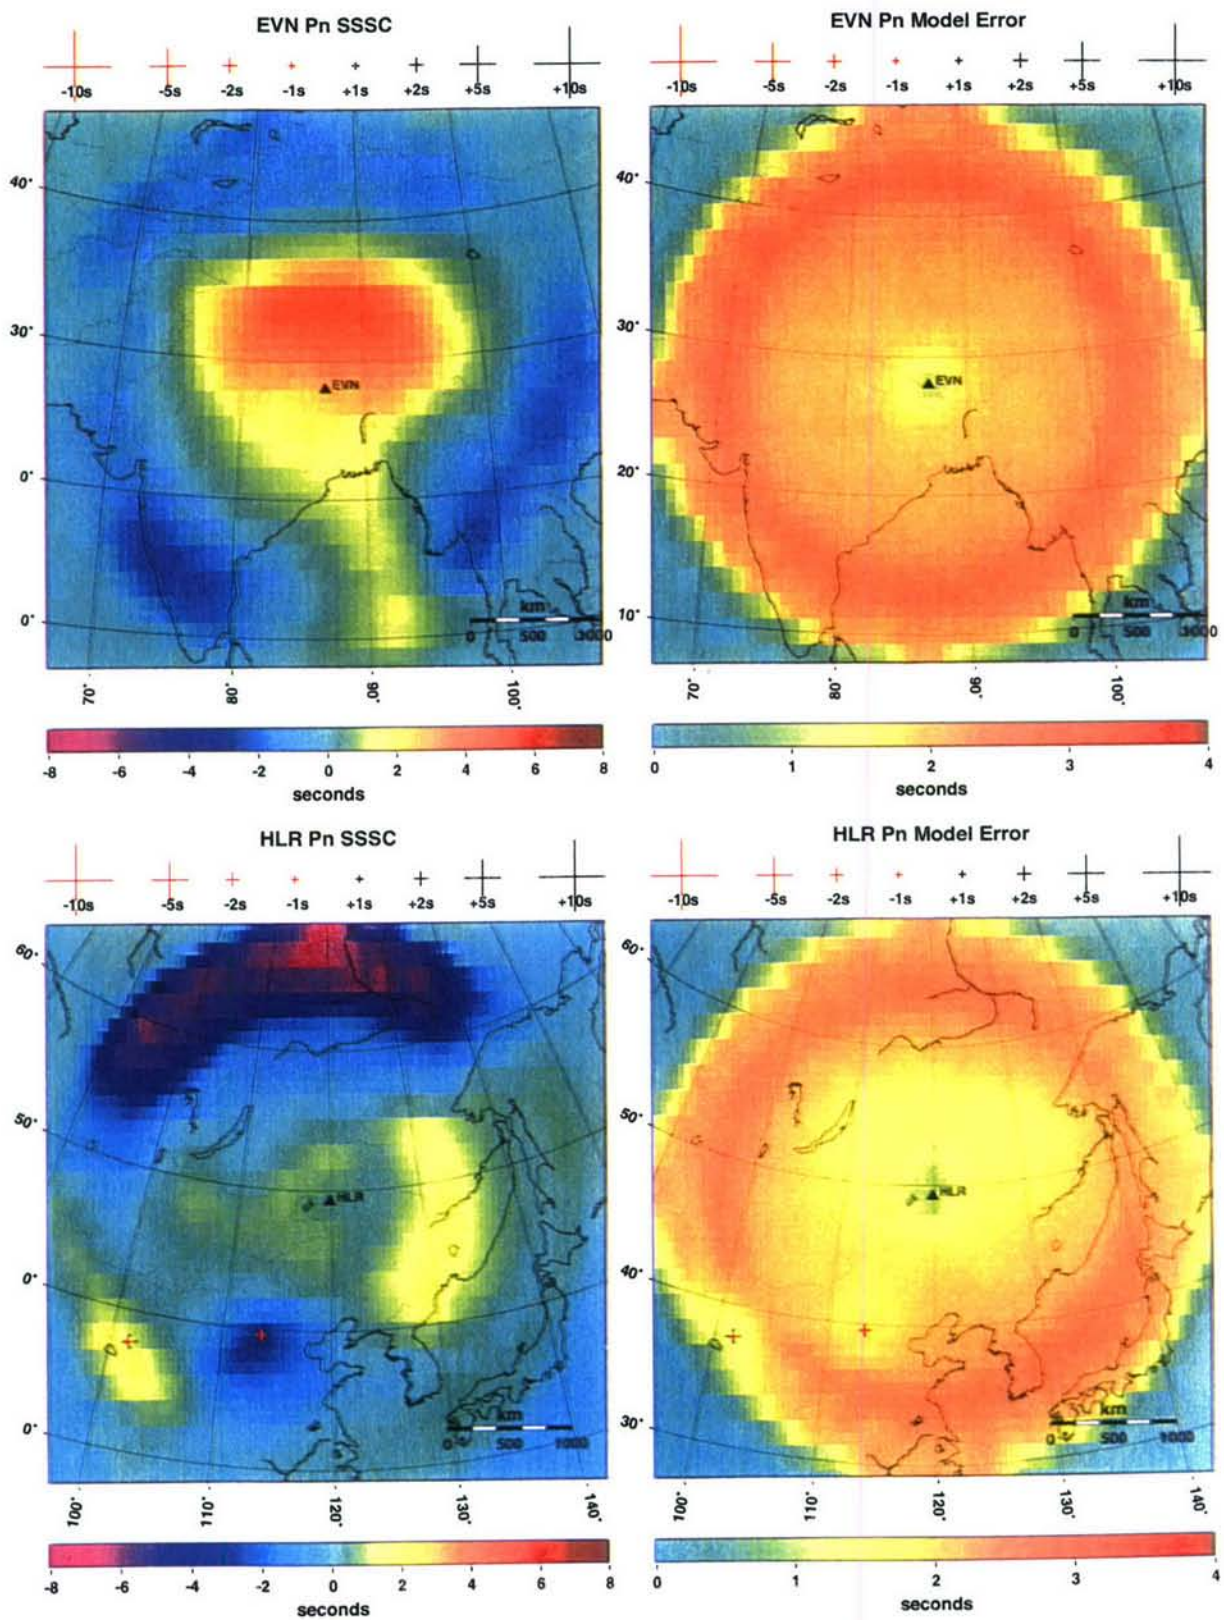 EVN Pn SSSC
-10s -5s -2s -1s +1s +2s +5s +10s
40°
30°
0°
0°
EVN
km
0 500 1000
70° 80° 90° 100°
-8 -6 -4 -2 0 2 4 6 8
seconds
EVN Pn Model Error
-10s -5s -2s -1s +1s +2s +5s +10s
40°
30°
20°
10°
EVN
km
0 500 1000
70° 80° 90° 100°
0 1 2 3 4
seconds
HLR Pn SSSC
-10s -5s -2s -1s +1s +2s +5s +10s
60°
50°
0°
0°
HLR
km
0 500 1000
100° 110° 120° 130° 140°
-8 -6 -4 -2 0 2 4 6 8
seconds
HLR Pn Model Error
-10s -5s -2s -1s +1s +2s +5s +10s
60°
50°
40°
30°
HLR
km
0 500 1000
100° 110° 120° 130° 140°
0 1 2 3 4
seconds